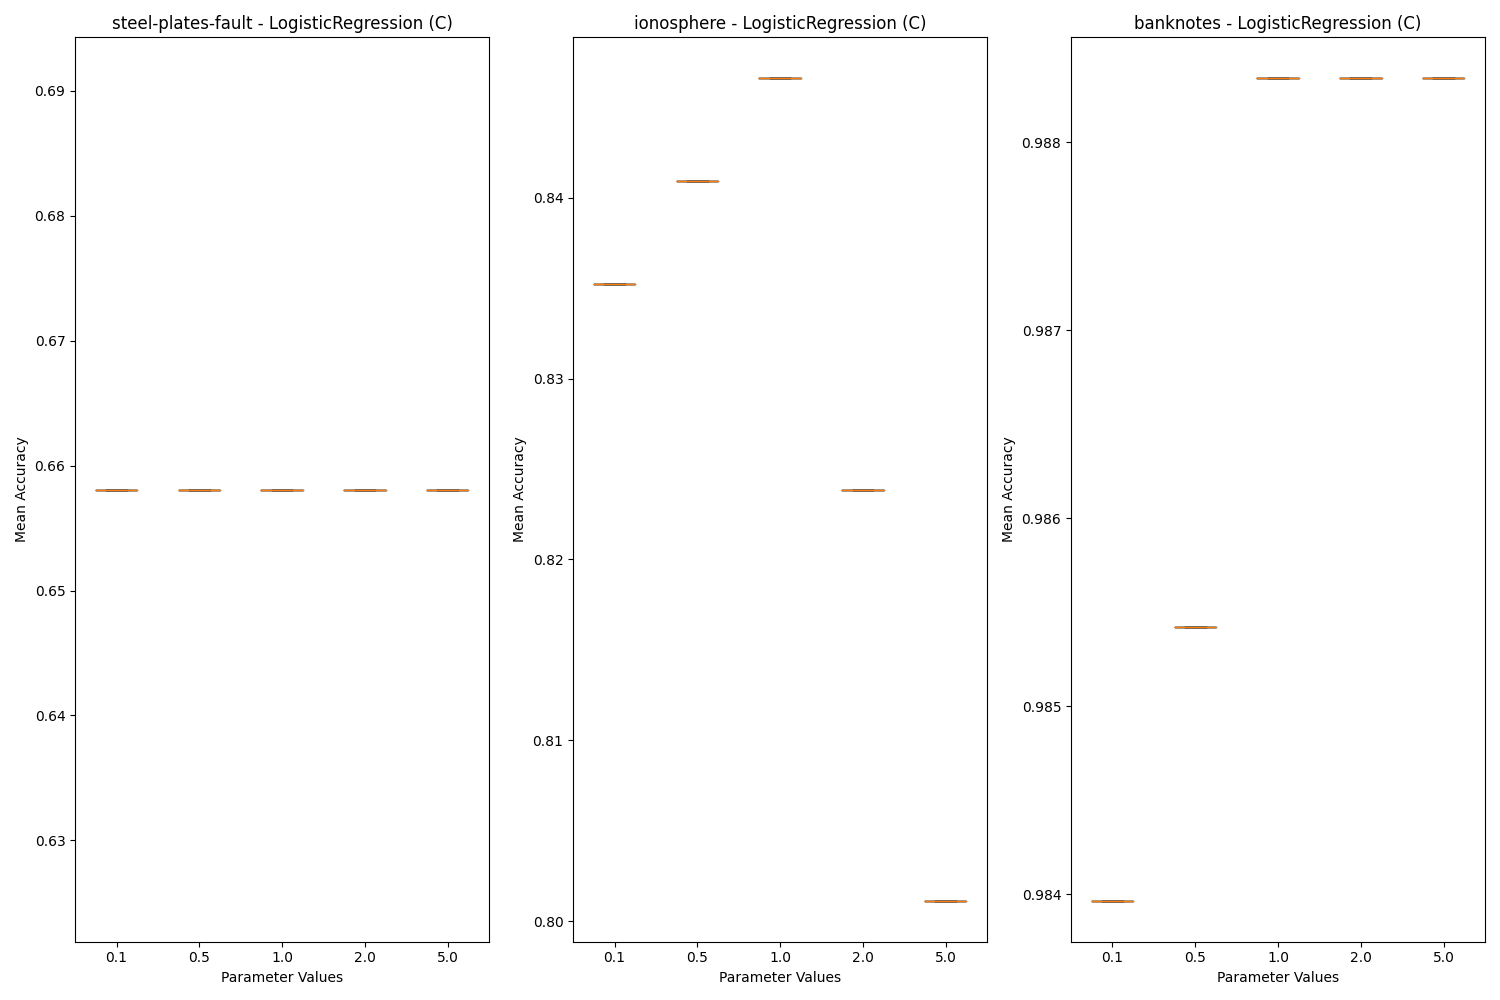 steel-plates-fault - LogisticRegression (C)
Mean Accuracy
0.69
0.68
0.67
0.66
0.65
0.64
0.63
0.1 0.5 1.0 2.0 5.0
Parameter Values
ionosphere - LogisticRegression (C)
Mean Accuracy
0.84
0.83
0.82
0.81
0.80
0.1 0.5 1.0 2.0 5.0
Parameter Values
banknotes - LogisticRegression (C)
Mean Accuracy
0.988
0.987
0.986
0.985
0.984
0.1 0.5 1.0 2.0 5.0
Parameter Values